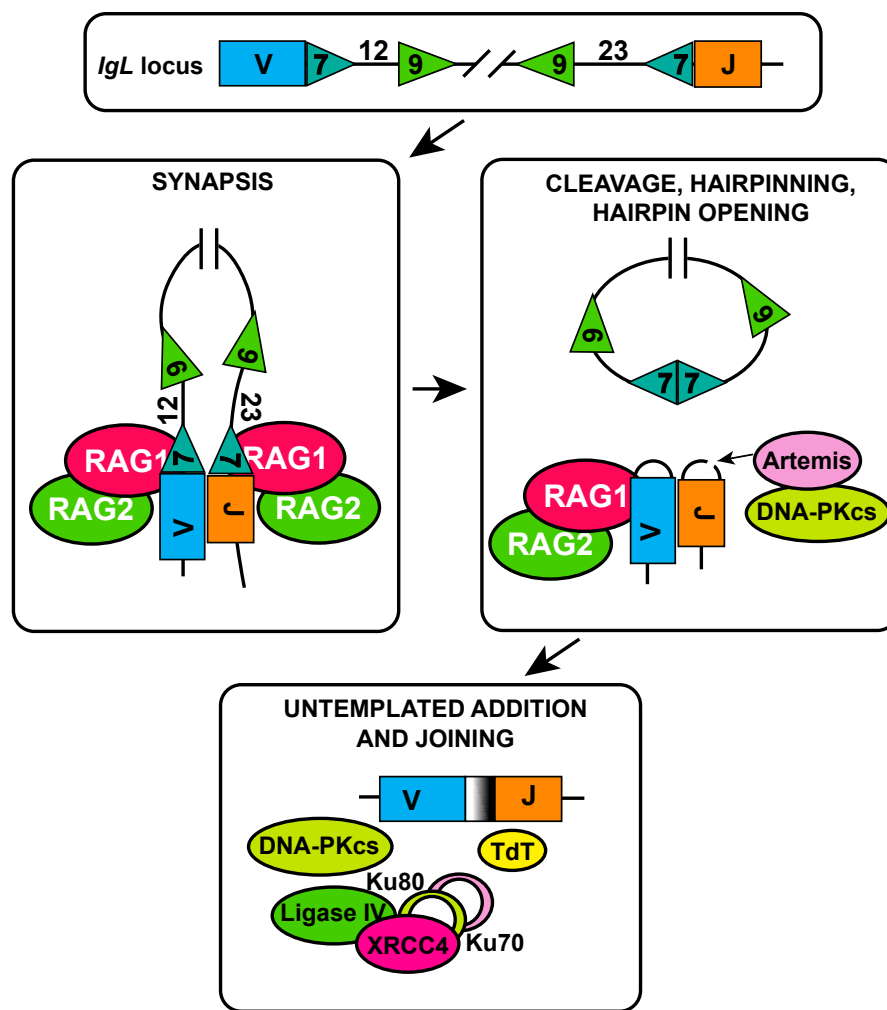 IgL locus
V
7
12
9
9
23
7
J
SYNAPSIS
9
9
12
23
RAG1
7
7
RAG1
RAG2
RAG2
V
J
CLEAVAGE, HAIRPINNING,
HAIRPIN OPENING
9
9
7
7
Artemis
RAG1
DNA-PKcs
RAG2
V
J
UNTEMPLATED ADDITION
AND JOINING
V
J
DNA-PKcs
TdT
Ku80
Ligase IV
XRCC4
Ku70